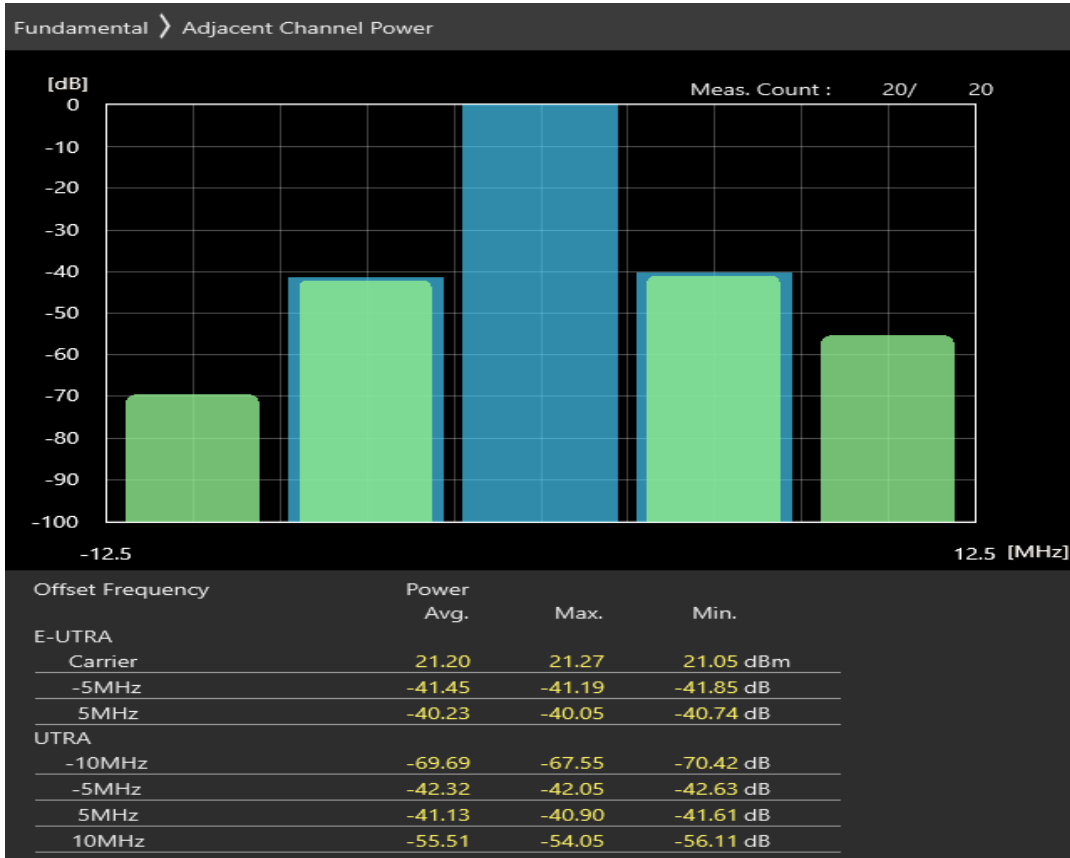 Fundamental 〉 Adjacent Channel Power
[dB]
Meas. Count : 20/ 20
0
-10
-20
-30
-40
-50
-60
-70
-80
-90
-100
-12.5 12.5 [MHz]
Offset Frequency Power
Avg. Max. Min.
E-UTRA
Carrier 21.20 21.27 21.05 dBm
-5MHz -41.45 -41.19 -41.85 dB
5MHz -40.23 -40.05 -40.74 dB
UTRA
-10MHz -69.69 -67.55 -70.42 dB
-5MHz -42.32 -42.05 -42.63 dB
5MHz -41.13 -40.90 -41.61 dB
10MHz -55.51 -54.05 -56.11 dB